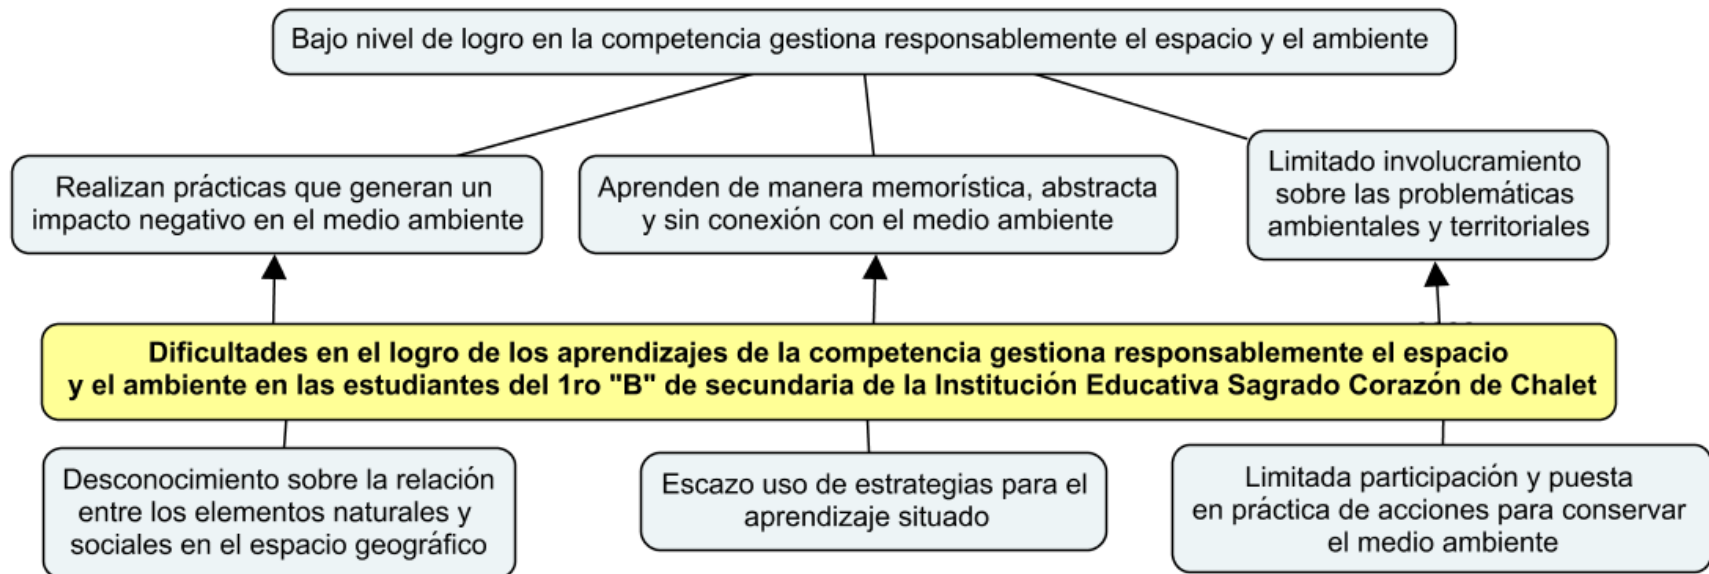 Bajo nivel de logro en la competencia gestiona responsablemente el espacio y el ambiente
Realizan prácticas que generan un
impacto negativo en el medio ambiente
Aprenden de manera memorística, abstracta
y sin conexión con el medio ambiente
Limitado involucramiento
sobre las problemáticas
ambientales y territoriales
Dificultades en el logro de los aprendizajes de la competencia gestiona responsablemente el espacio
y el ambiente en las estudiantes del 1ro "B" de secundaria de la Institución Educativa Sagrado Corazón de Chalet
Desconocimiento sobre la relación
entre los elementos naturales y
sociales en el espacio geográfico
Escazo uso de estrategias para el
aprendizaje situado
Limitada participación y puesta
en práctica de acciones para conservar
el medio ambiente